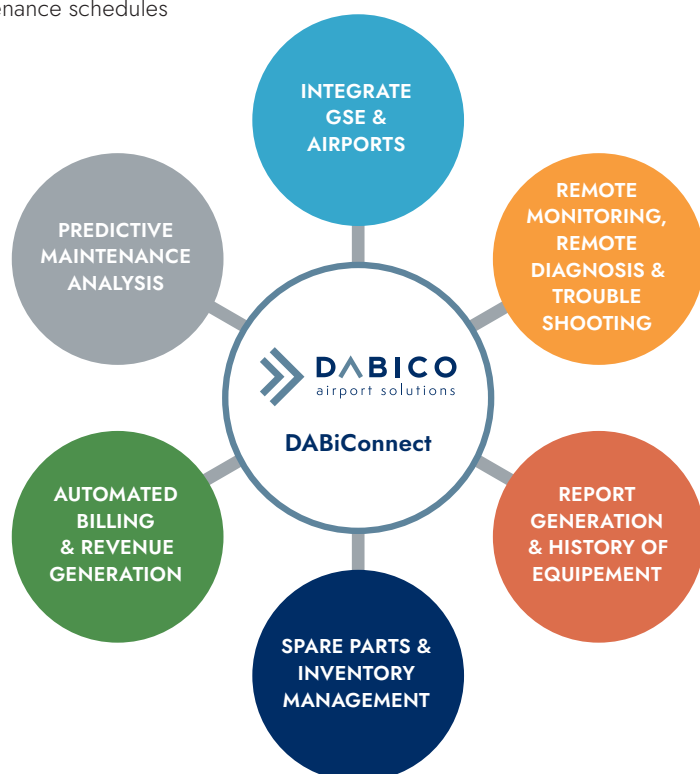 enance schedules
INTEGRATE
GSE &
AIRPORTS
PREDICTIVE
MAINTENANCE
ANALYSIS
REMOTE
MONITORING,
REMOTE
DIAGNOSIS &
TROUBLE
SHOOTING
DABICO
airport solutions
DABiConnect
AUTOMATED
BILLING
& REVENUE
GENERATION
REPORT
GENERATION
& HISTORY OF
EQUIPEMENT
SPARE PARTS &
INVENTORY
MANAGEMENT